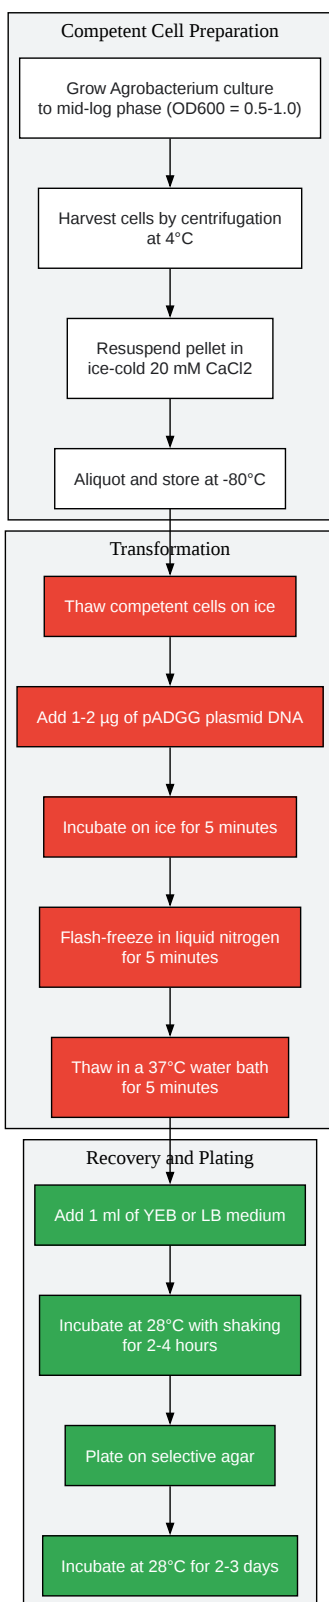 Competent Cell Preparation
Grow Agrobacterium culture
to mid-log phase (OD600 = 0.5-1.0)
Harvest cells by centrifugation
at 4°C
Resuspend pellet in
ice-cold 20 mM CaCl2
Aliquot and store at -80°C
Transformation
Thaw competent cells on ice
Add 1-2 µg of pADGG plasmid DNA
Incubate on ice for 5 minutes
Flash-freeze in liquid nitrogen
for 5 minutes
Thaw in a 37°C water bath
for 5 minutes
Recovery and Plating
Add 1 ml of YEB or LB medium
Incubate at 28°C with shaking
for 2-4 hours
Plate on selective agar
Incubate at 28°C for 2-3 days